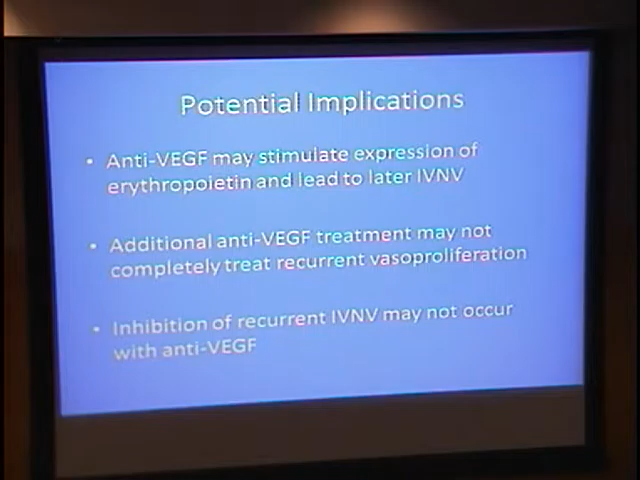 Potential Implications
• Anti-VEGF may stimulate expression of
erythropoietin and lead to later IVNV
• Additional anti-VEGF treatment may not
completely treat recurrent vasoproliferation
• Inhibition of recurrent IVNV may not occur
with anti-VEGF